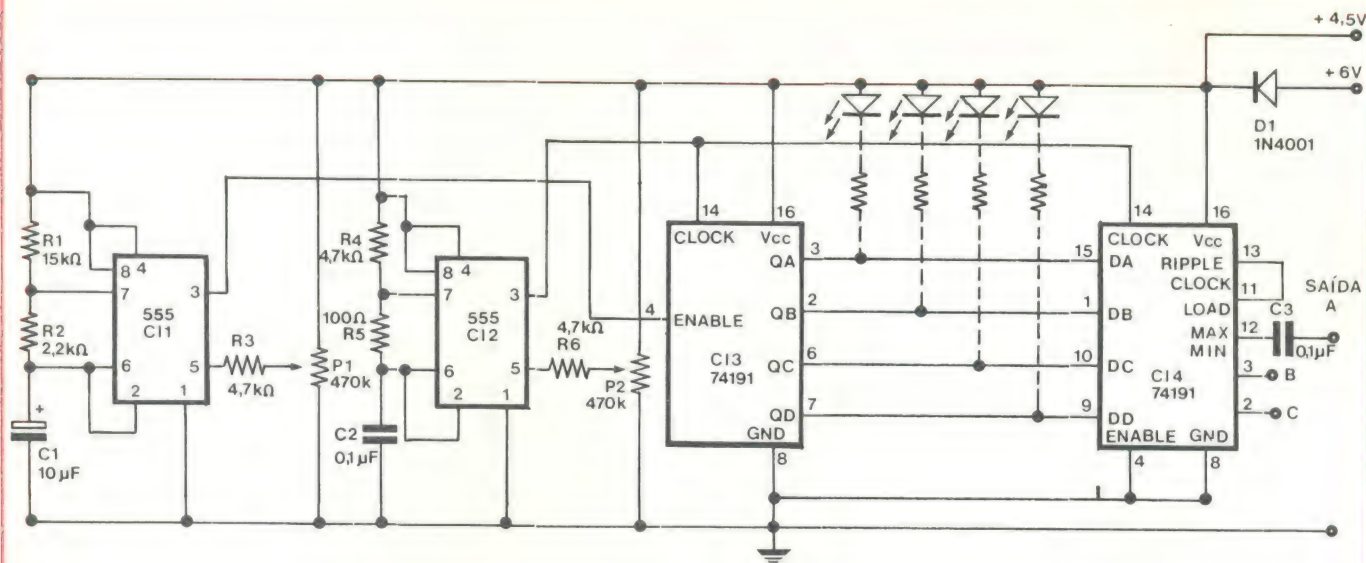 + 4,5V
+ 6V
D1
1N4001
R1
15kΩ
R2
2,2kΩ
C1
10 µF
+
8
4
7
6
2
1
3
5
555
CI1
R3
4,7kΩ
P1
470k
R4
4,7kΩ
100Ω
R5
C2
0,1 µF
8
4
7
6
2
1
3
5
555
CI2
4,7kΩ
R6
P2
470k
14
16
CLOCK
Vcc
4
ENABLE
CI3
74191
QA
3
QB
2
QC
6
QD
7
GND
8
14
16
CLOCK
Vcc
15
DA
1
DB
10
DC
9
DD
RIPPLE
CLOCK
13
LOAD
11
MAX
MIN
12
3
2
CI4
74191
ENABLE
GND
4
8
SAÍDA
A
C3
0,1µF
B
C